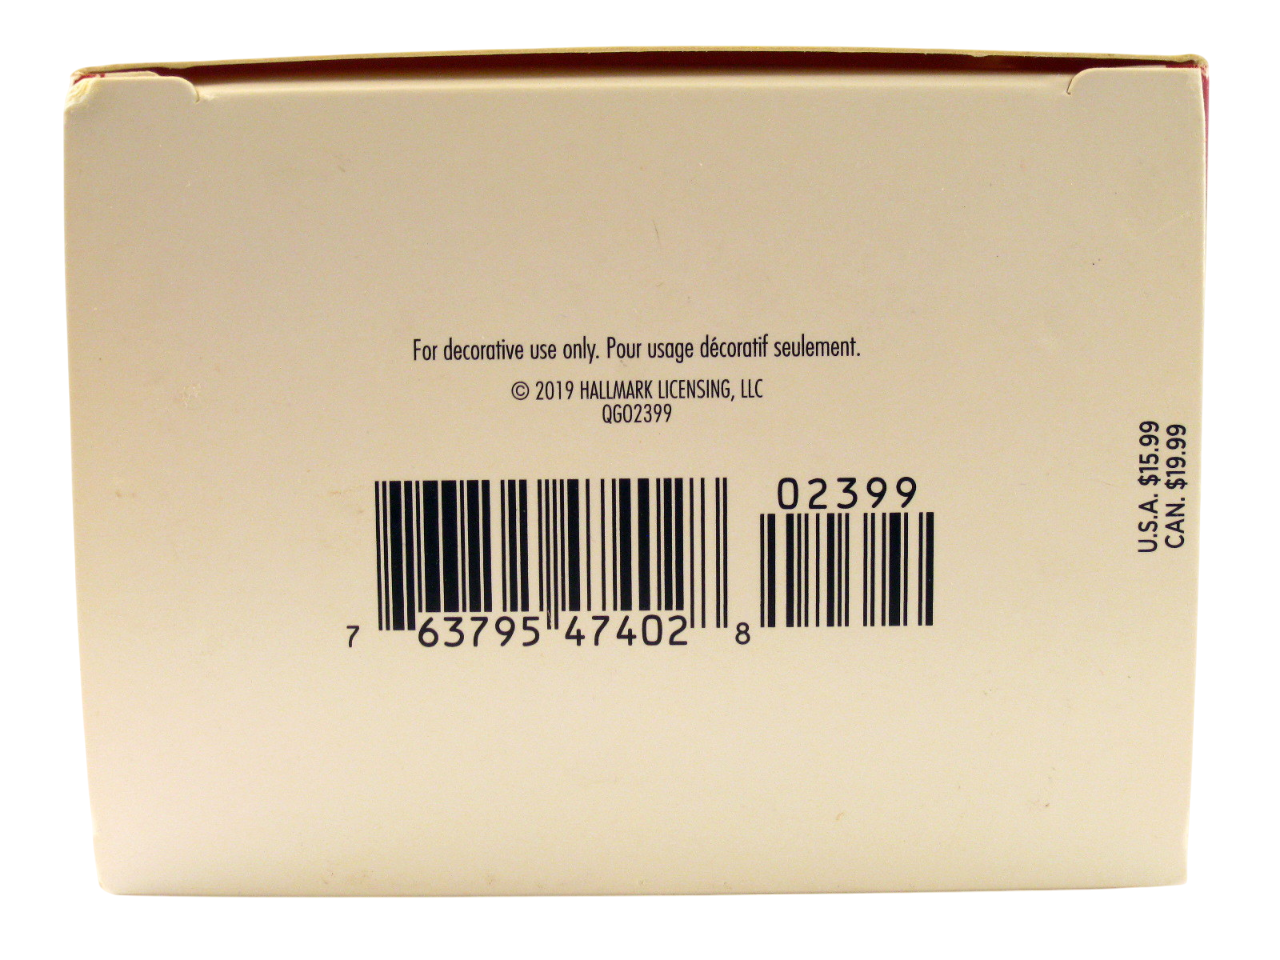 For decorative use only. Pour usage décoratif seulement.
© 2019 HALLMARK LICENSING, LLC
QGO2399
02399
7 63795 47402 8
U.S.A. $15.99
CAN. $19.99